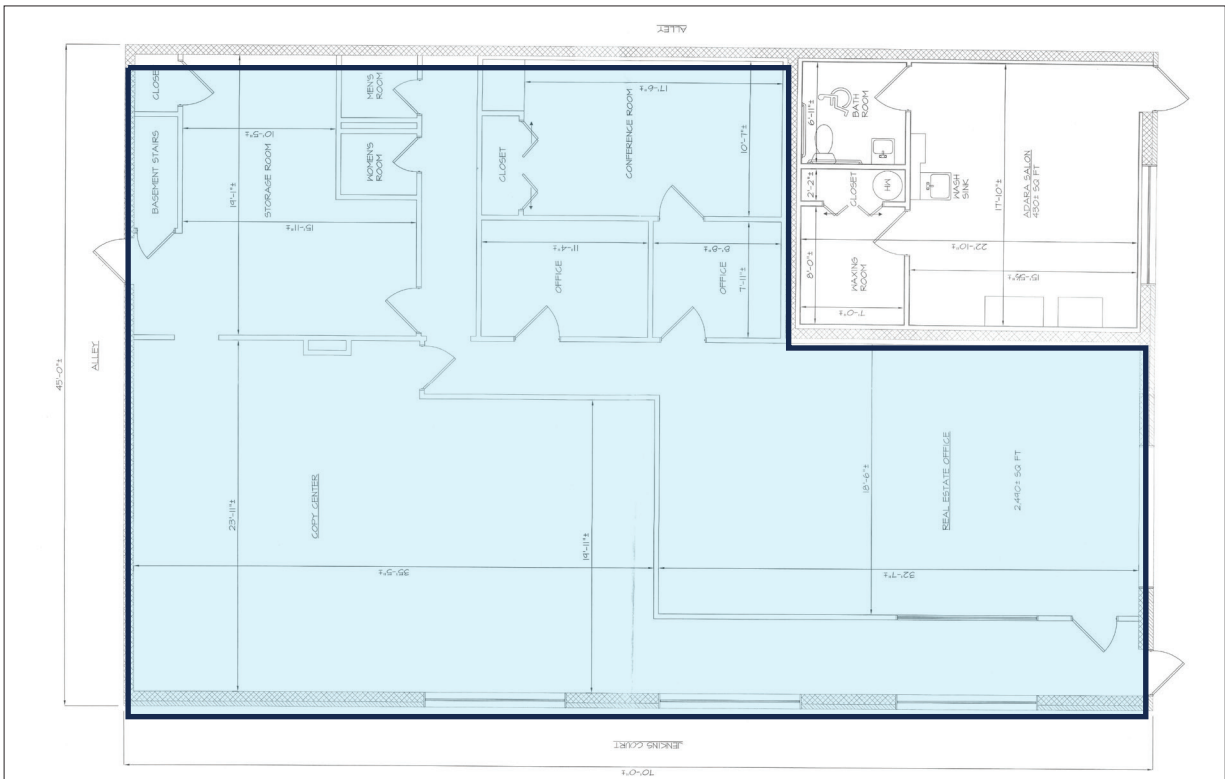 ALLEY
CLOSET
MEN'S
ROOM
17'-6"±
6'-11"±
BATH
ROOM
10'-5"±
BASEMENT STAIRS
STORAGE ROOM
19'-1"±
WOMEN'S
ROOM
CLOSET
CONFERENCE ROOM
10'-7"±
2'-2"±
CLOSET
WH
WASH
SINK
17'-10"±
ADARA SALON
430± SQ FT
15'-11"±
11'-4"±
8'-8"±
22'-10"±
OFFICE
OFFICE
7'-11"±
8'-0"±
WAXING
ROOM
7'-0"±
45'-0"±
ALLEY
COPY CENTER
23'-11"±
19'-11"±
18'-6"±
REAL ESTATE OFFICE
2,490± SQ FT
35'-5"±
32'-7"±
JENKINS COURT
70'-0"±